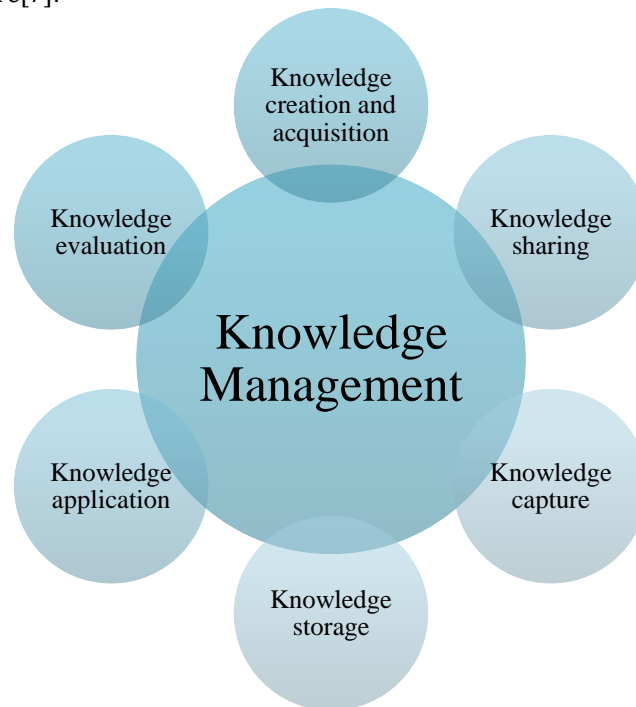 Knowledge
creation and
acquisition
Knowledge
sharing
Knowledge
capture
Knowledge
storage
Knowledge
application
Knowledge
evaluation
Knowledge
Management